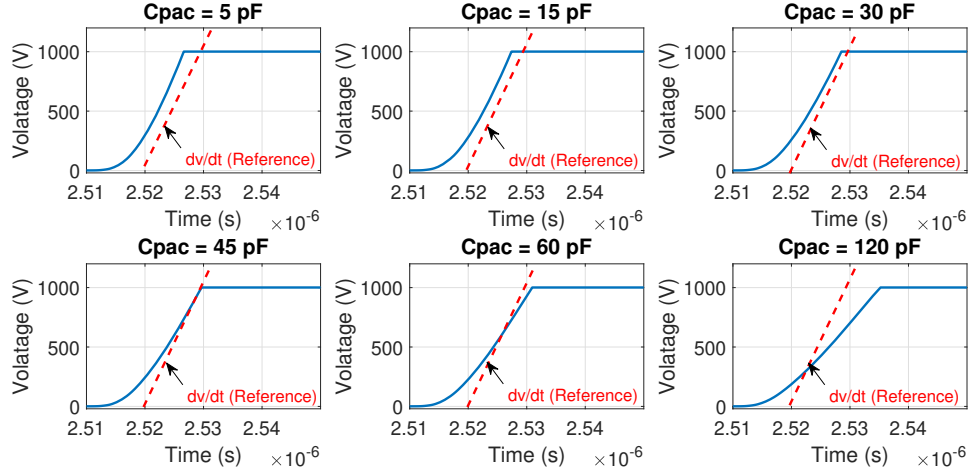 Cpac = 5 pF
Volatage (V)
1000
500
0
dv/dt (Reference)
2.51 2.52 2.53 2.54
Time (s) ×10-6
Cpac = 15 pF
Volatage (V)
1000
500
0
dv/dt (Reference)
2.51 2.52 2.53 2.54
Time (s) ×10-6
Cpac = 30 pF
Volatage (V)
1000
500
0
dv/dt (Reference)
2.51 2.52 2.53 2.54
Time (s) ×10-6
Cpac = 45 pF
Volatage (V)
1000
500
0
dv/dt (Reference)
2.51 2.52 2.53 2.54
Time (s) ×10-6
Cpac = 60 pF
Volatage (V)
1000
500
0
dv/dt (Reference)
2.51 2.52 2.53 2.54
Time (s) ×10-6
Cpac = 120 pF
Volatage (V)
1000
500
0
dv/dt (Reference)
2.51 2.52 2.53 2.54
Time (s) ×10-6